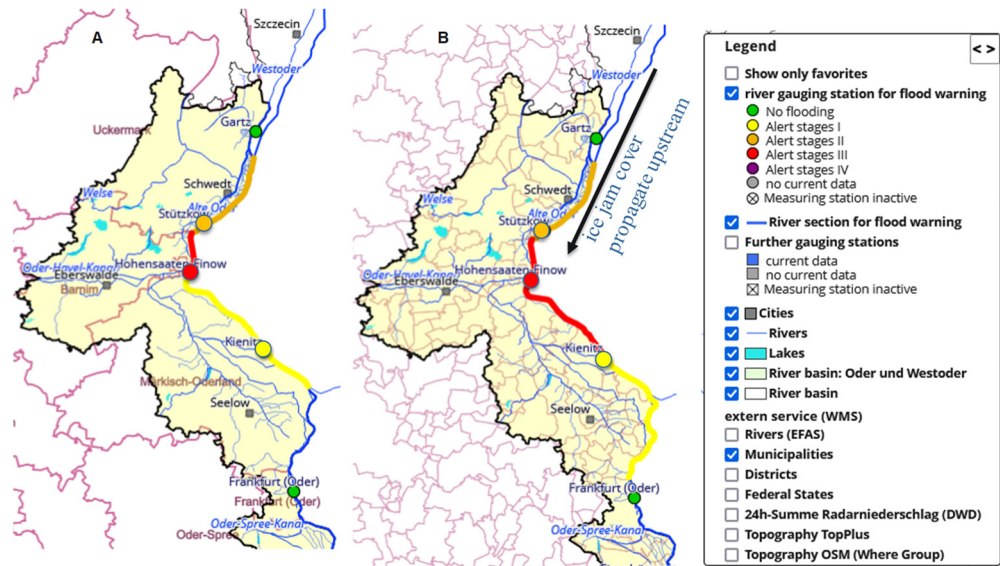 A
Szczecin
Westoder
Uckermark
Gartz
Schwedt
Welse
Alte Od
Stützkow
Hohensaaten-Finow
Oder-Havel-Kanal
Eberswalde
Barnim
Kienitz
Märkisch-Oderland
Seelow
Frankfurt (Oder)
Frankfurt (Oder)
Oder-Spree-Kanal
Oder-Spree
B
Szczecin
Westoder
Gartz
ice jam cover
propagate upstream
Schwedt
Welse
Alte Od
Stützkow
Hohensaaten-Finow
Oder-Havel-Kanal
Eberswalde
Kienitz
Seelow
Frankfurt (Oder)
Oder-Spree-Kanal
Legend
< >
Show only favorites
river gauging station for flood warning
No flooding
Alert stages I
Alert stages II
Alert stages III
Alert stages IV
no current data
Measuring station inactive
River section for flood warning
Further gauging stations
current data
no current data
Measuring station inactive
Cities
Rivers
Lakes
River basin: Oder und Westoder
River basin
extern service (WMS)
Rivers (EFAS)
Municipalities
Districts
Federal States
24h-Summe Radarniederschlag (DWD)
Topography TopPlus
Topography OSM (Where Group)